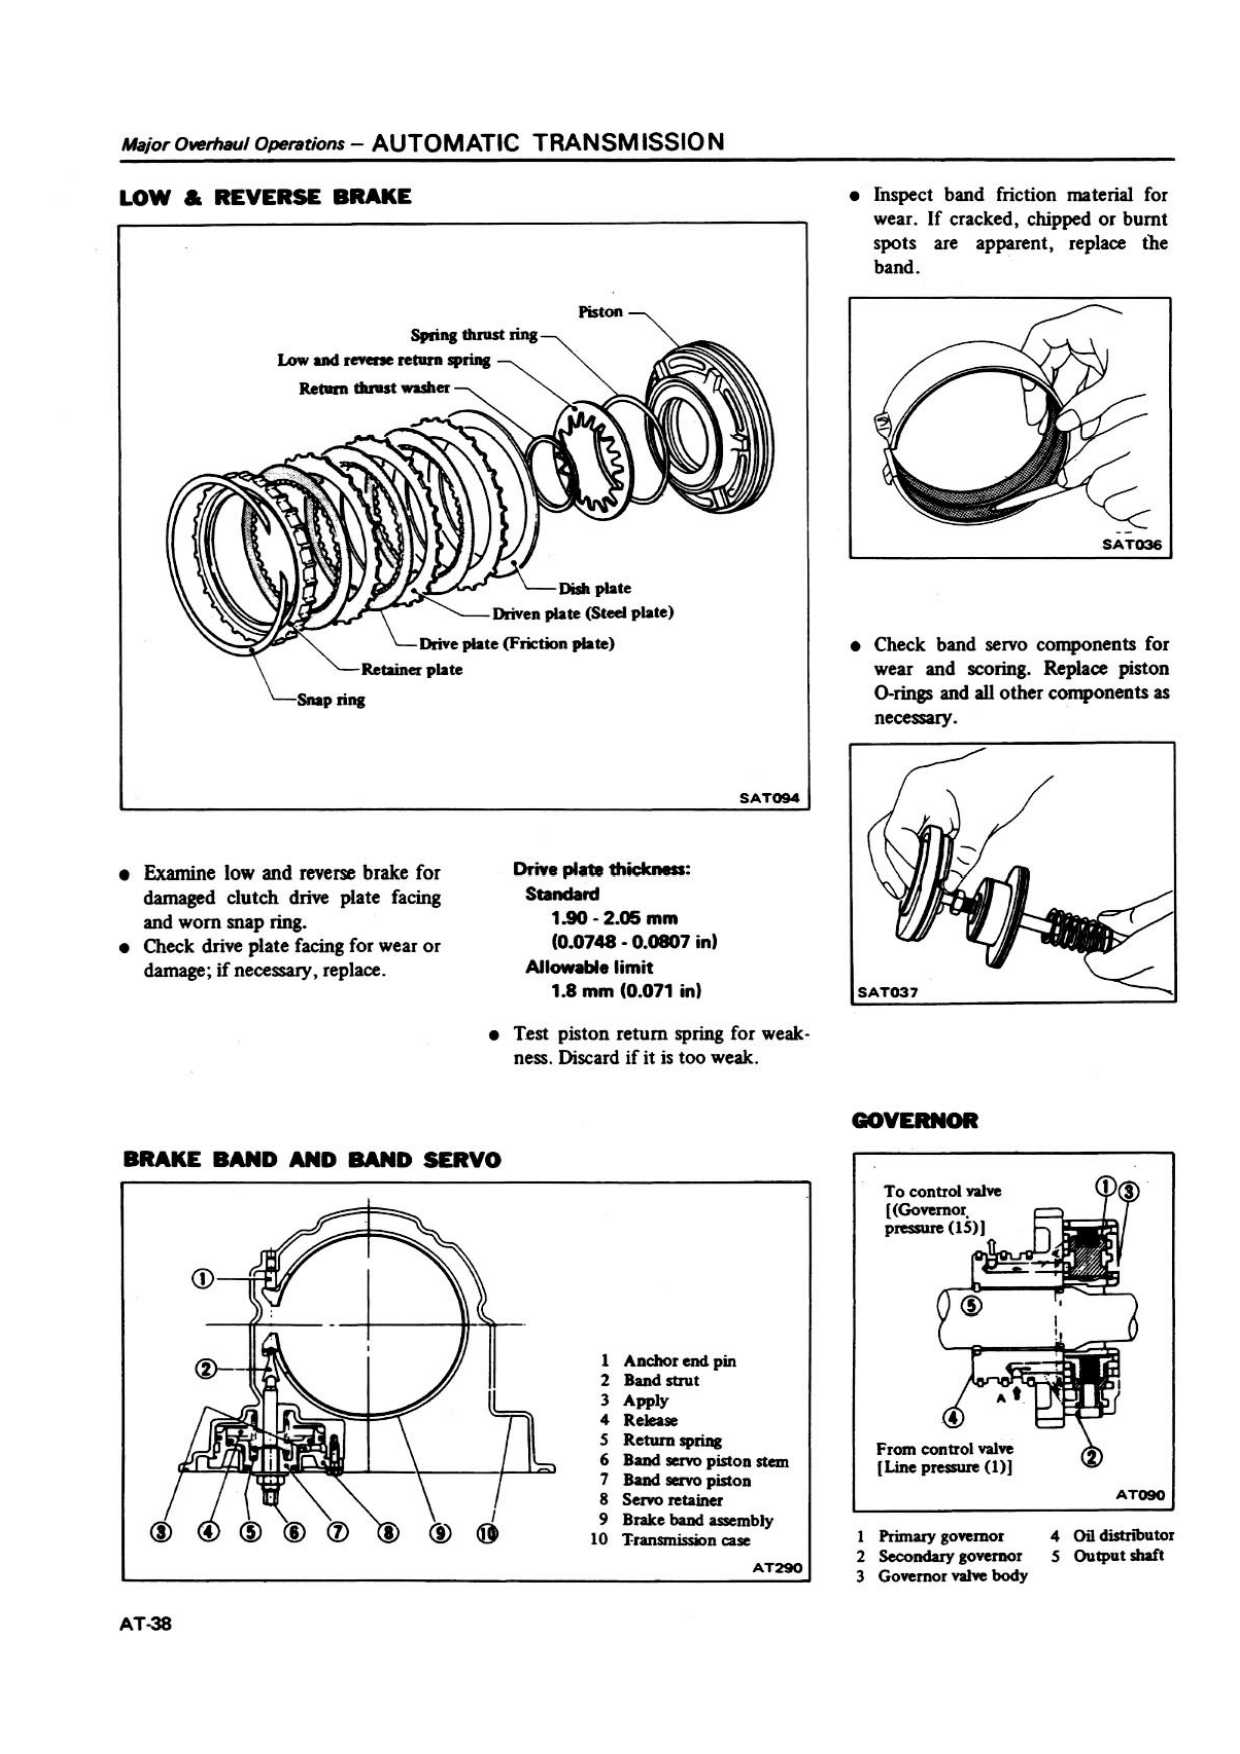 Major Overhaul Operations – AUTOMATIC TRANSMISSION
LOW & REVERSE BRAKE
Piston
Spring thrust ring
Low and reverse return spring
Return thrust washer
Dish plate
Driven plate (Steel plate)
Drive plate (Friction plate)
Retainer plate
Snap ring
SAT094
• Examine low and reverse brake for
damaged clutch drive plate facing
and worn snap ring.
• Check drive plate facing for wear or
damage; if necessary, replace.
Drive plate thickness:
Standard
1.90 - 2.05 mm
(0.0748 - 0.0807 in)
Allowable limit
1.8 mm (0.071 in)
• Test piston return spring for weak-
ness. Discard if it is too weak.
BRAKE BAND AND BAND SERVO
1
2
3 4 5 6 7 8 9 10
1 Anchor end pin
2 Band strut
3 Apply
4 Release
5 Return spring
6 Band servo piston stem
7 Band servo piston
8 Servo retainer
9 Brake band assembly
10 Transmission case
AT290
• Inspect band friction material for
wear. If cracked, chipped or burnt
spots are apparent, replace the
band.
SAT036
• Check band servo components for
wear and scoring. Replace piston
O-rings and all other components as
necessary.
SAT037
GOVERNOR
To control valve
[(Governor
pressure (15)]
1 3
5
A
4
2
From control valve
[Line pressure (1)]
AT090
1 Primary governor
2 Secondary governor
3 Governor valve body
4 Oil distributor
5 Output shaft
AT-38